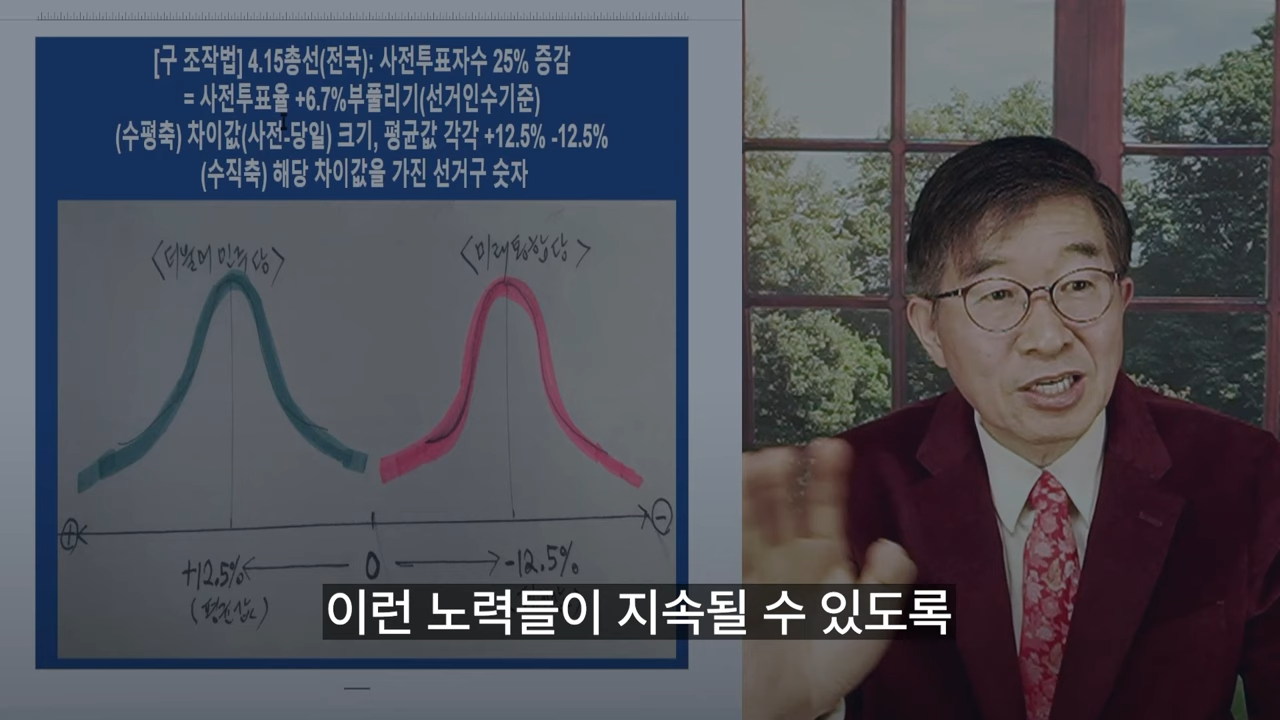 [구 조작법] 4.15총선(전국): 사전투표자수 25% 증감
= 사전투표율 +6.7%부풀리기(선거인수기준)
(수평축) 차이값(사전-당일) 크기, 평균값 각각 +12.5% -12.5%
(수직축) 해당 차이값을 가진 선거구 숫자
<더불어민주당> <미래통합당>
+ -
+12.5% 0 -12.5%
(평균값)
이런 노력들이 지속될 수 있도록